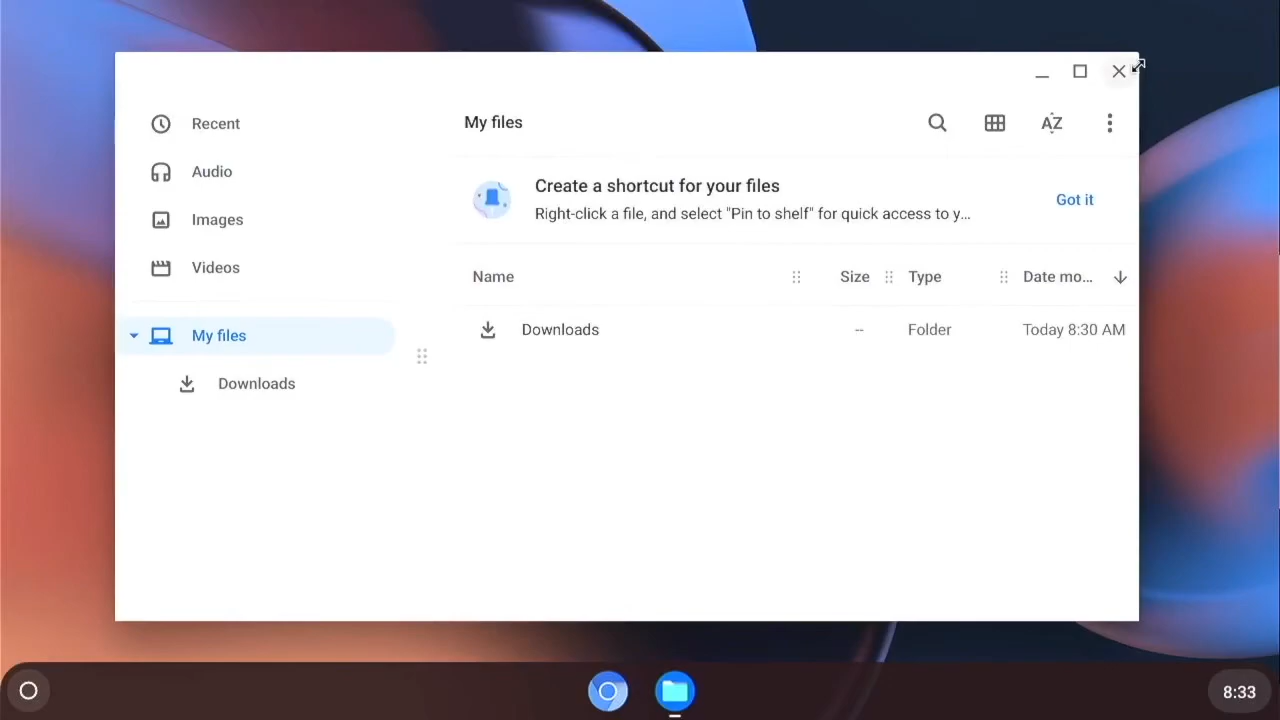 Recent
Audio
Images
Videos
My files
Downloads
My files
AZ
Create a shortcut for your files
Right-click a file, and select "Pin to shelf" for quick access to y...
Got it
Name Size Type Date mo...
Downloads -- Folder Today 8:30 AM
8:33